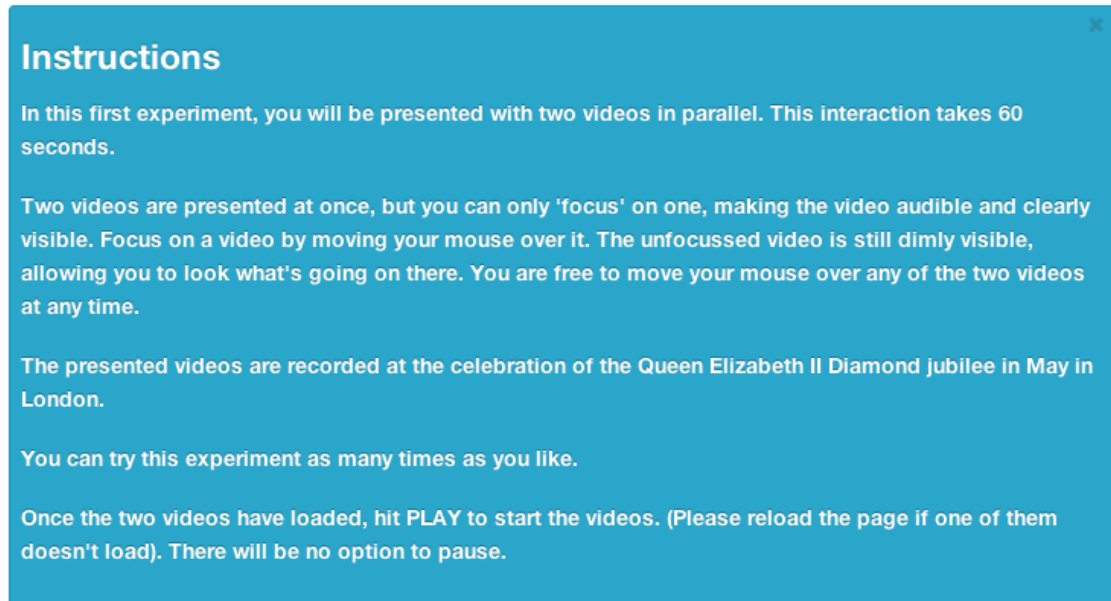 Instructions
In this first experiment, you will be presented with two videos in parallel. This interaction takes 60
seconds.
Two videos are presented at once, but you can only 'focus' on one, making the video audible and clearly
visible. Focus on a video by moving your mouse over it. The unfocussed video is still dimly visible,
allowing you to look what's going on there. You are free to move your mouse over any of the two videos
at any time.
The presented videos are recorded at the celebration of the Queen Elizabeth II Diamond jubilee in May in
London.
You can try this experiment as many times as you like.
Once the two videos have loaded, hit PLAY to start the videos. (Please reload the page if one of them
doesn't load). There will be no option to pause.